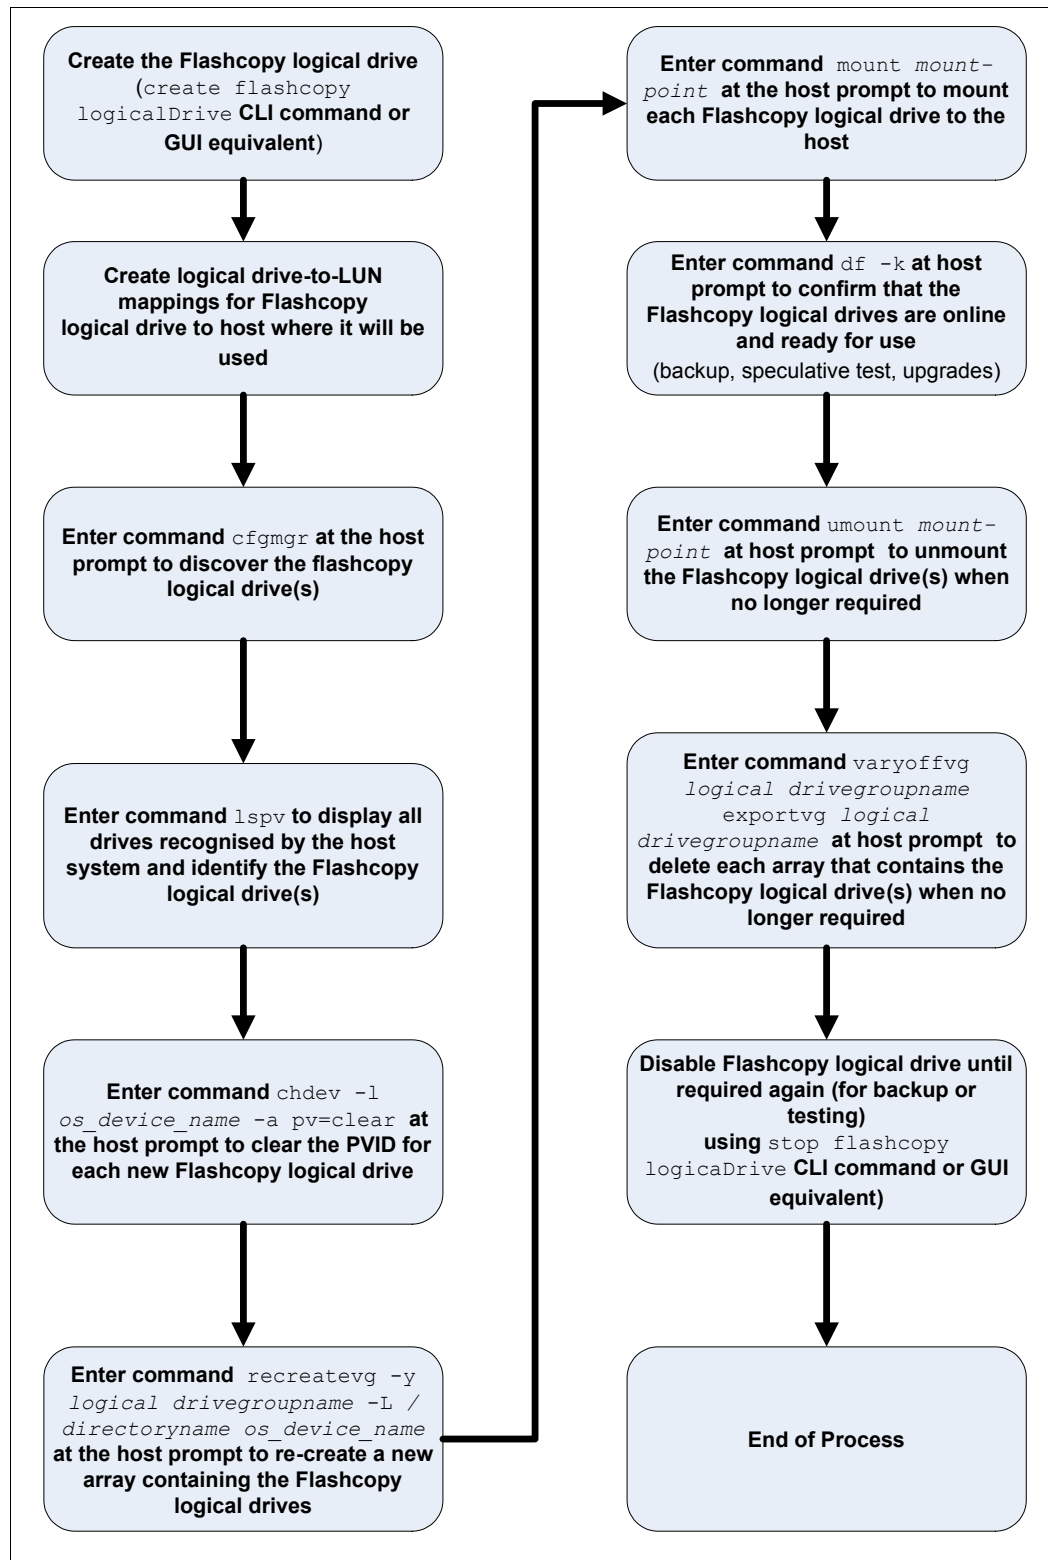 Create the Flashcopy logical drive
(create flashcopy
logicalDrive CLI command or
GUI equivalent)
Create logical drive-to-LUN
mappings for Flashcopy
logical drive to host where it will be
used
Enter command cfgmgr at the host
prompt to discover the flashcopy
logical drive(s)
Enter command lspv to display all
drives recognised by the host
system and identify the Flashcopy
logical drive(s)
Enter command chdev -l
os_device_name -a pv=clear at
the host prompt to clear the PVID for
each new Flashcopy logical drive
Enter command recreatevg -y
logical drivegroupname -L /
directoryname os_device_name
at the host prompt to re-create a new
array containing the Flashcopy
logical drives
Enter command mount mount-
point at the host prompt to mount
each Flashcopy logical drive to the
host
Enter command df -k at host
prompt to confirm that the
Flashcopy logical drives are online
and ready for use
(backup, speculative test, upgrades)
Enter command umount mount-
point at host prompt to unmount
the Flashcopy logical drive(s) when
no longer required
Enter command varyoffvg
logical drivegroupname
exportvg logical
drivegroupname at host prompt to
delete each array that contains the
Flashcopy logical drive(s) when no
longer required
Disable Flashcopy logical drive until
required again (for backup or
testing)
using stop flashcopy
logicaDrive CLI command or GUI
equivalent)
End of Process